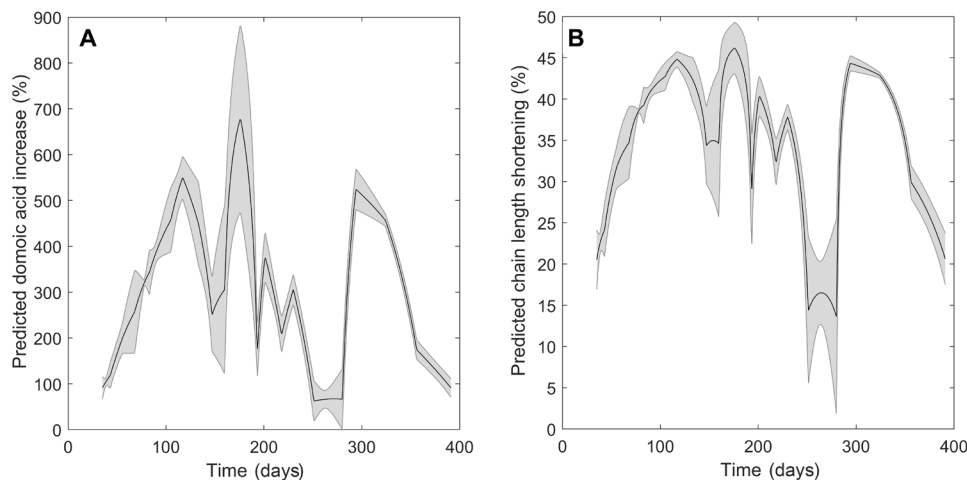 A
Predicted domoic acid increase (%)
900
800
700
600
500
400
300
200
100
0
0 100 200 300 400
Time (days)
B
Predicted chain length shortening (%)
50
45
40
35
30
25
20
15
10
5
0
0 100 200 300 400
Time (days)